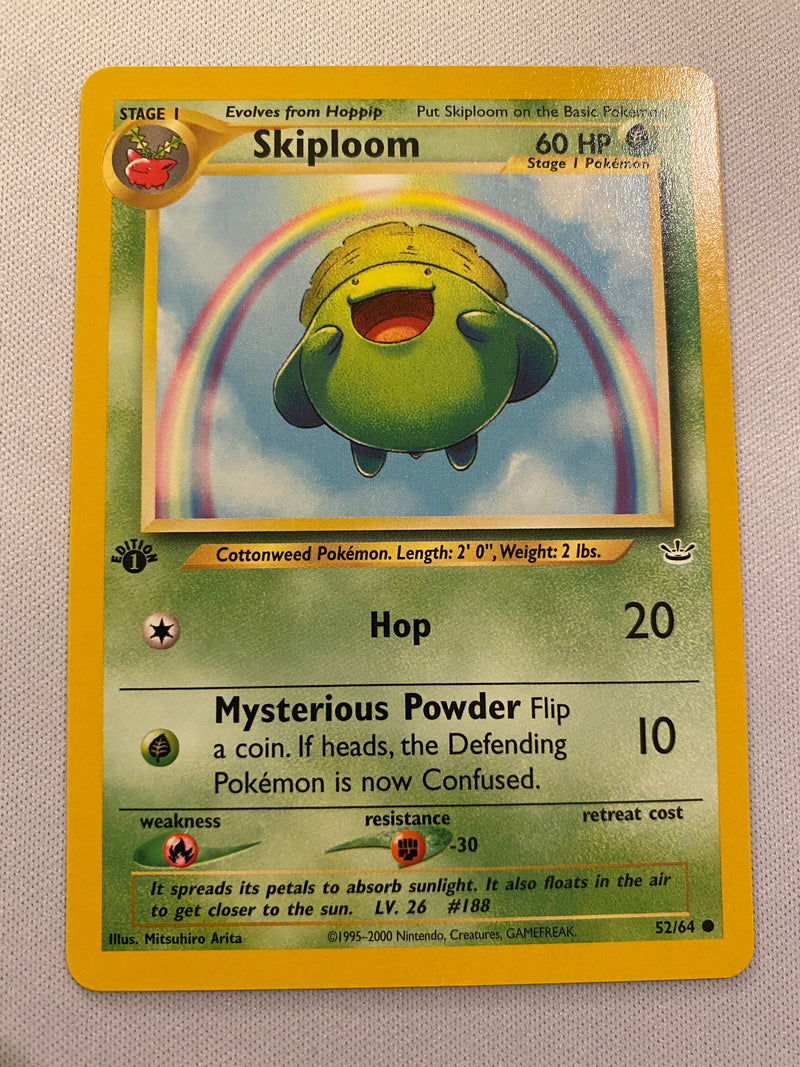 STAGE 1 Evolves from Hoppip Put Skiploom on the Basic Pokémon
Skiploom 60 HP
Stage 1 Pokémon
EDITION 1
Cottonweed Pokémon. Length: 2' 0", Weight: 2 lbs.
Hop 20
Mysterious Powder Flip
a coin. If heads, the Defending
Pokémon is now Confused.
10
weakness resistance retreat cost
-30
It spreads its petals to absorb sunlight. It also floats in the air
to get closer to the sun. LV. 26 #188
Illus. Mitsuhiro Arita ©1995-2000 Nintendo, Creatures, GAMEFREAK. 52/64